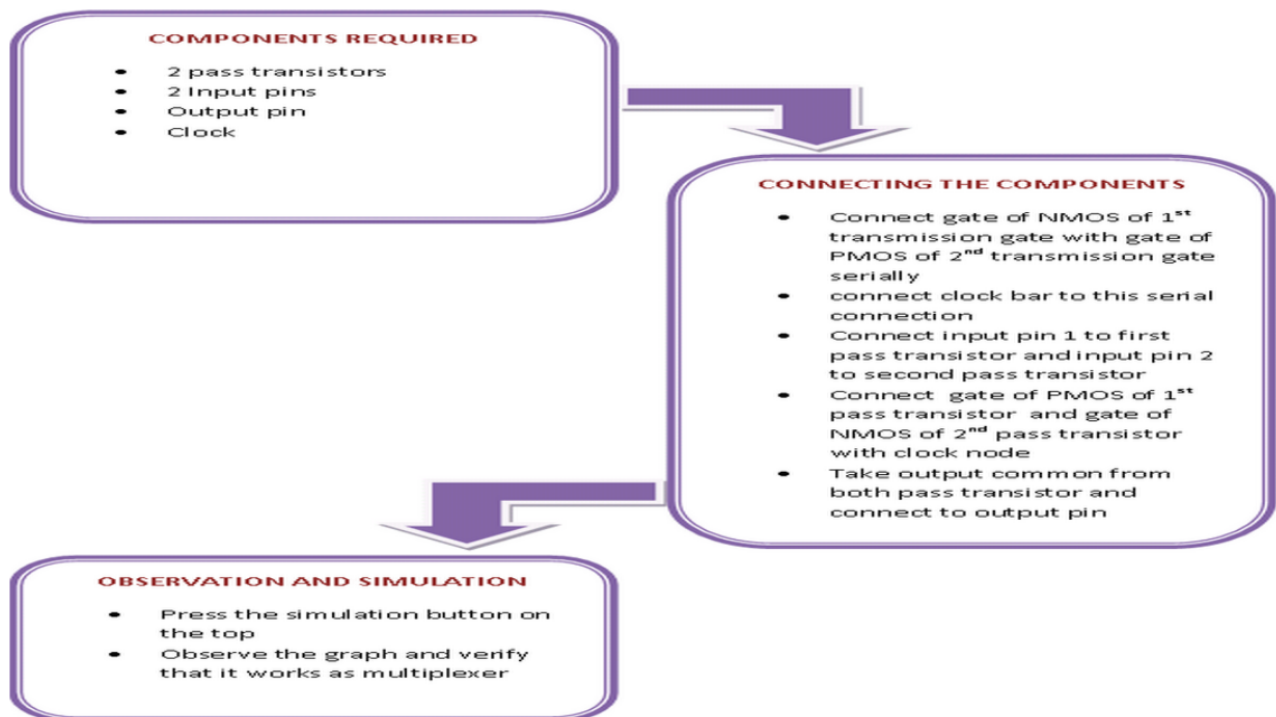 COMPONENTS REQUIRED
• 2 pass transistors
• 2 Input pins
• Output pin
• Clock
CONNECTING THE COMPONENTS
• Connect gate of NMOS of 1st
transmission gate with gate of
PMOS of 2nd transmission gate
serially
• connect clock bar to this serial
connection
• Connect input pin 1 to first
pass transistor and input pin 2
to second pass transistor
• Connect gate of PMOS of 1st
pass transistor and gate of
NMOS of 2nd pass transistor
with clock node
• Take output common from
both pass transistor and
connect to output pin
OBSERVATION AND SIMULATION
• Press the simulation button on
the top
• Observe the graph and verify
that it works as multiplexer